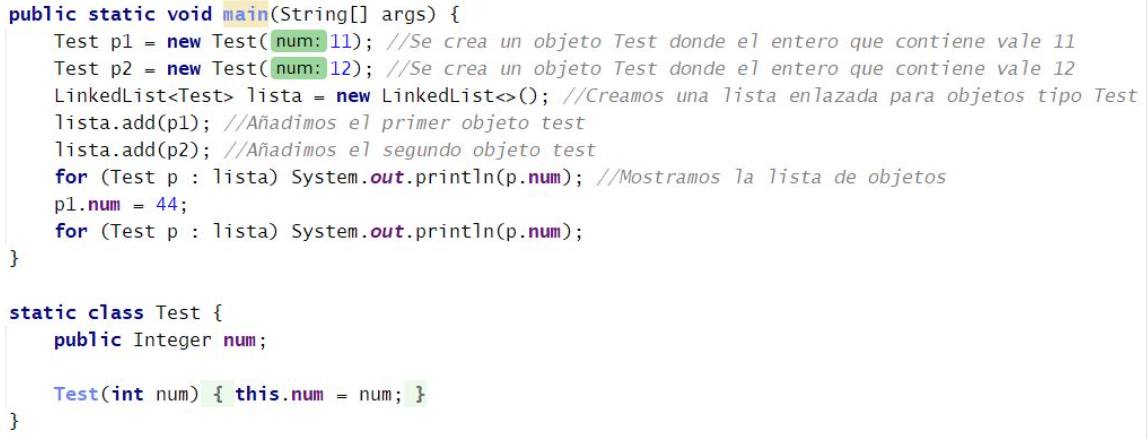 public static void main(String[] args) {
Test p1 = new Test( num: 11); //Se crea un objeto Test donde el entero que contiene vale 11
Test p2 = new Test( num: 12); //Se crea un objeto Test donde el entero que contiene vale 12
LinkedList<Test> lista = new LinkedList<>(); //Creamos una lista enlazada para objetos tipo Test
lista.add(p1); //Añadimos el primer objeto test
lista.add(p2); //Añadimos el segundo objeto test
for (Test p : lista) System.out.println(p.num); //Mostramos la lista de objetos
p1.num = 44;
for (Test p : lista) System.out.println(p.num);
}
static class Test {
public Integer num;
Test(int num) { this.num = num; }
}